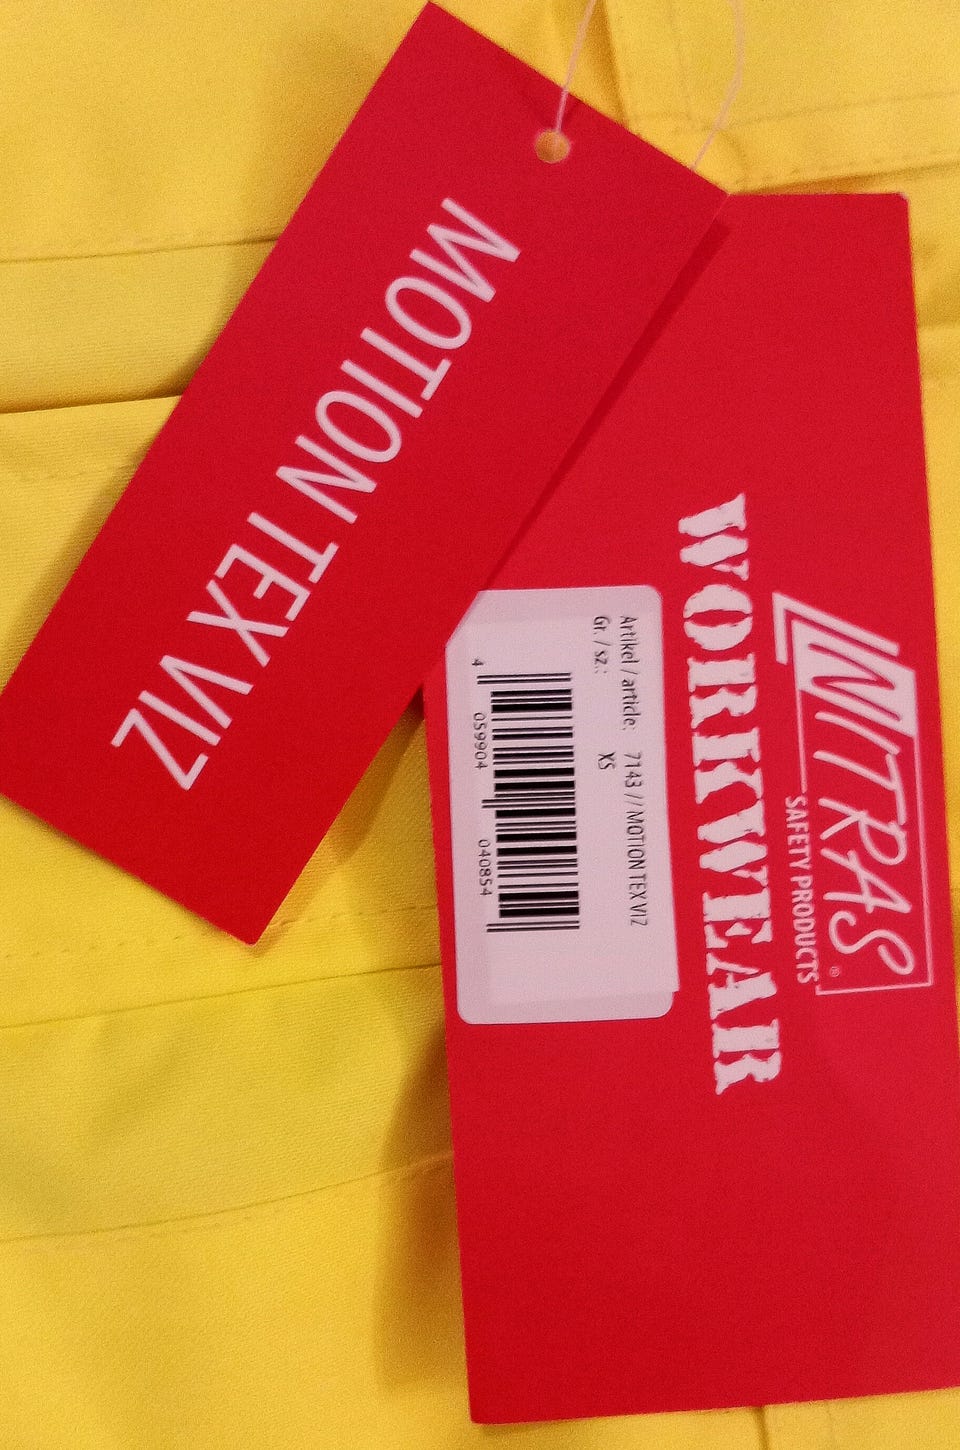 MOTION TEX VIZ
NITRAS®
SAFETY PRODUCTS
WORKWEAR
Artikel / article: 7143 // MOTION TEX VIZ
Gr. / sz.: XS
4 059904 040854